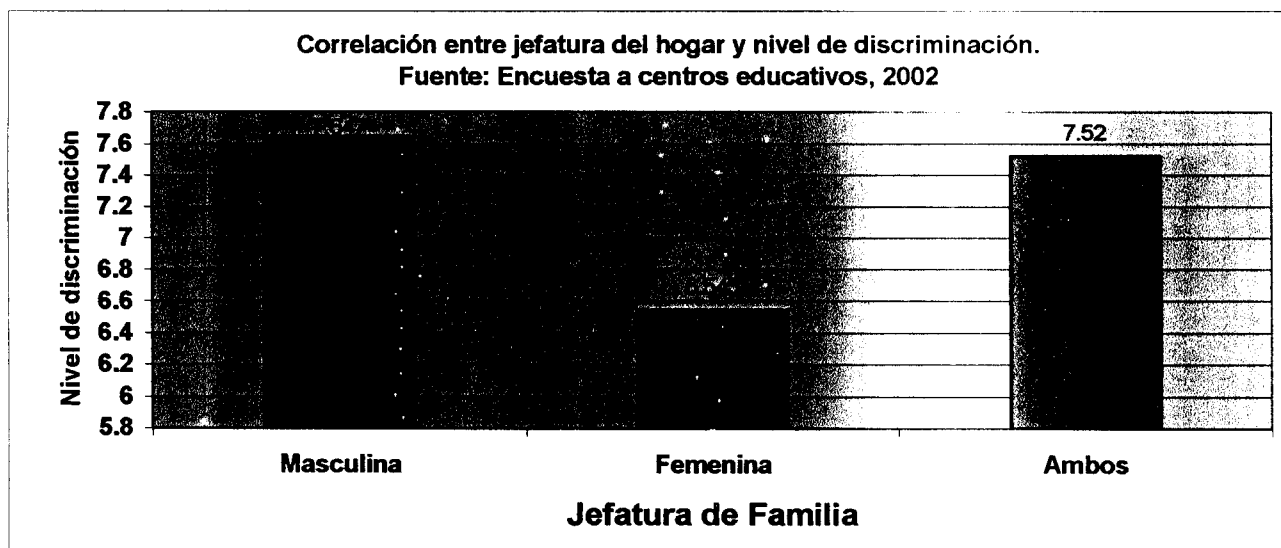 Correlación entre jefatura del hogar y nivel de discriminación.
Fuente: Encuesta a centros educativos, 2002
Nivel de discriminación
7.8
7.6
7.4
7.2
7
6.8
6.6
6.4
6.2
6
5.8
7.52
Masculina
Femenina
Ambos
Jefatura de Familia